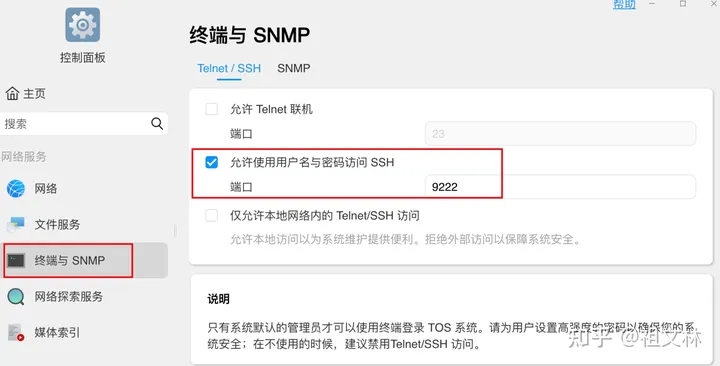 帮助
控制面板
主页
搜索
网络服务
网络
文件服务
终端与 SNMP
网络探索服务
媒体索引
终端与 SNMP
Telnet / SSH
SNMP
允许 Telnet 联机
端口
23
允许使用用户名与密码访问 SSH
端口
9222
仅允许本地网络内的 Telnet/SSH 访问
允许本地访问以为系统维护提供便利。拒绝外部访问以保障系统安全。
说明
只有系统默认的管理员才可以使用终端登录 TOS 系统。请为用户设置高强度的密码以确保您的系
统安全；在不使用的时候，建议禁用Telnet/SSH 访问。
知乎 @祖文林